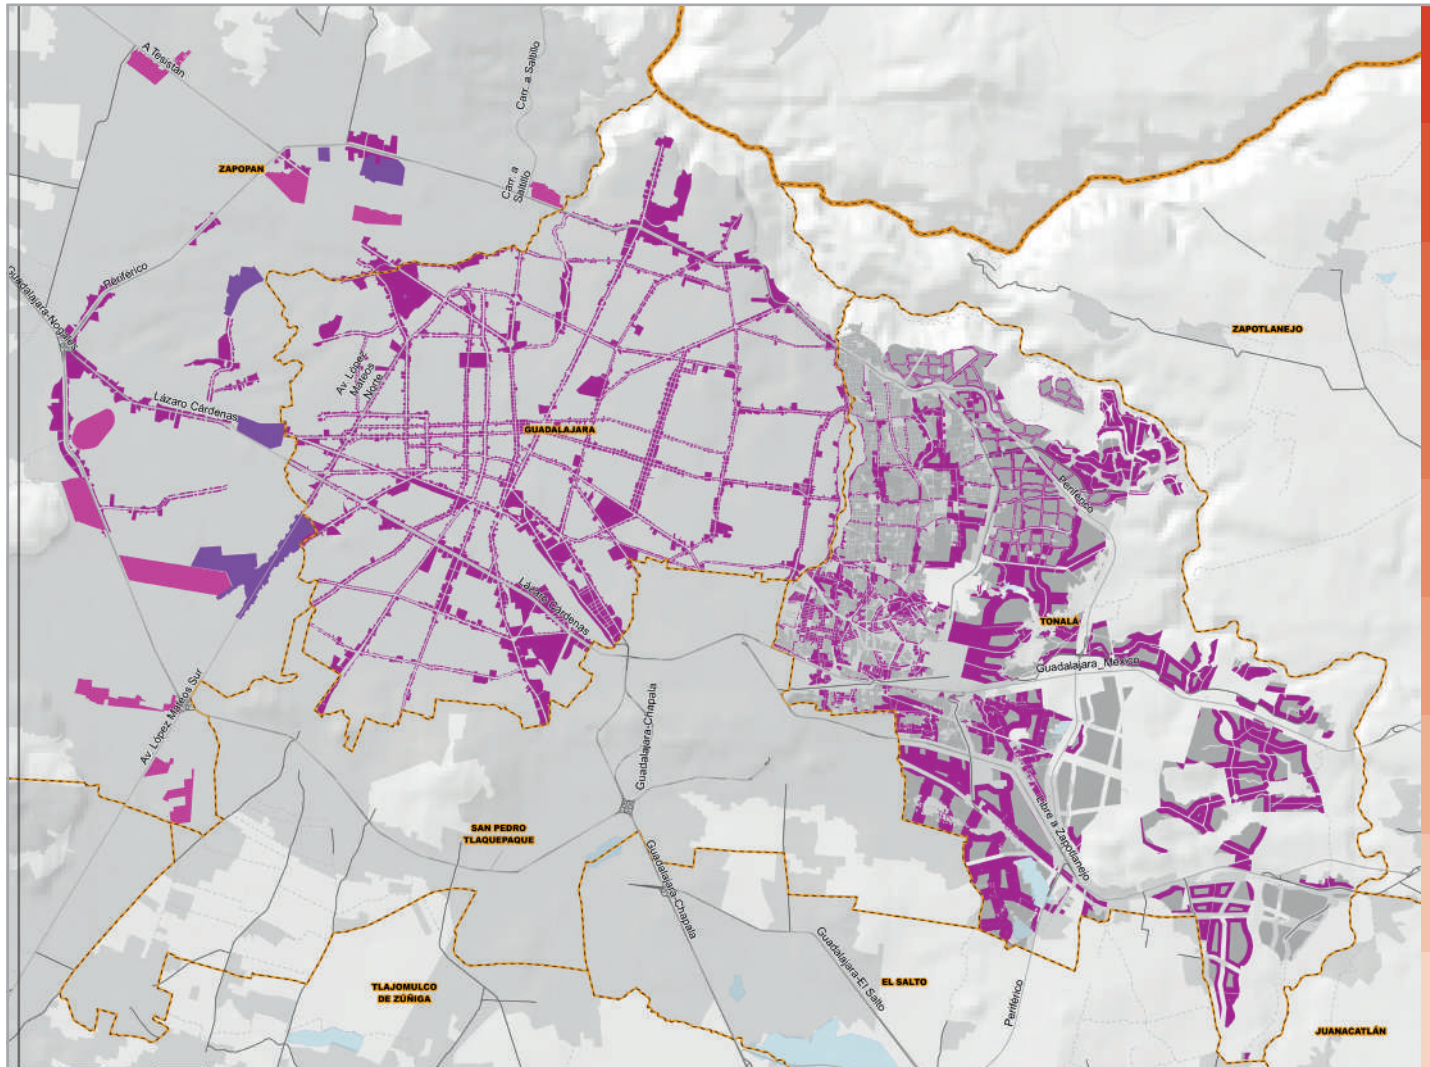 A Tesistán
Carr. a Saltillo
ZAPOPAN
Carr. a
Saltillo
Periférico
Guadalajara-Nogales
ZAPOTLANEJO
Av. López
Mateos
Norte
Lázaro Cárdenas
GUADALAJARA
Periférico
Lázaro Cárdenas
TONALÁ
Guadalajara_México
Av. López Mateos Sur
Guadalajara-Chapala
SAN PEDRO
TLAQUEPAQUE
Libre a Zapotlanejo
Guadalajara-Chapala
Guadalajara-El Salto
TLAJOMULCO
DE ZÚÑIGA
EL SALTO
Periférico
JUANACATLÁN